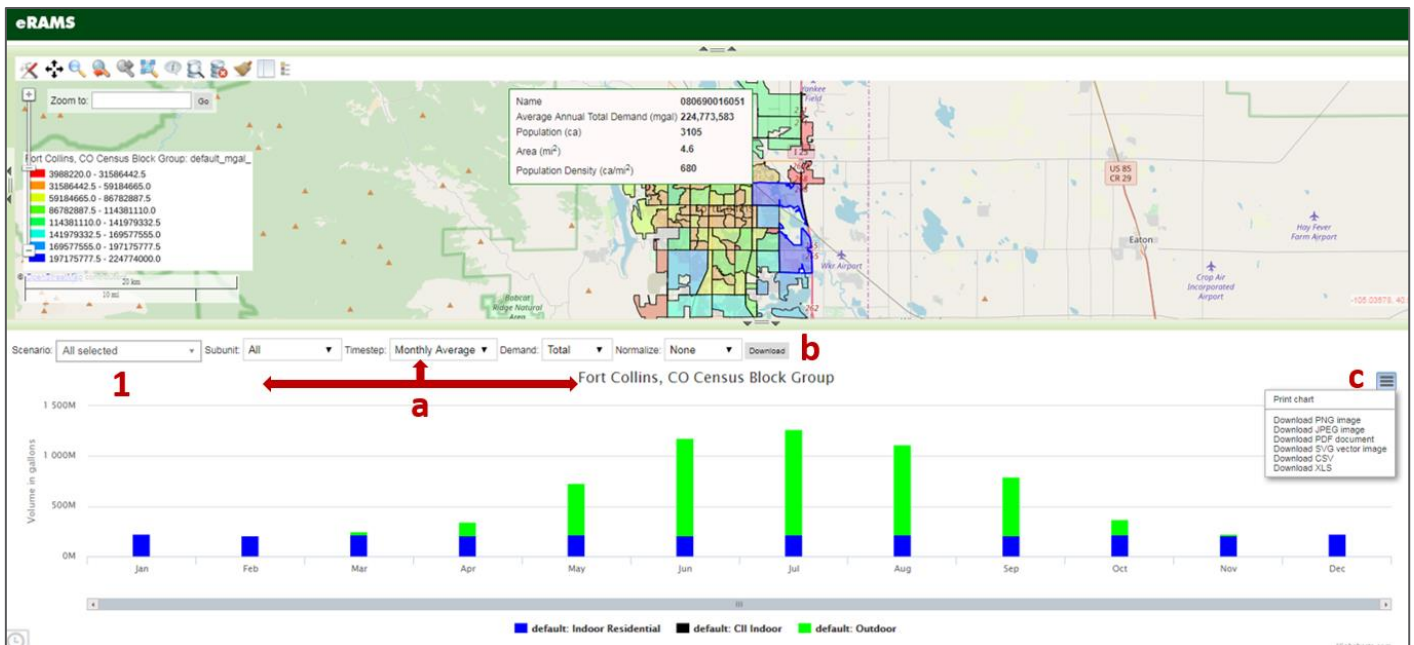 eRAMS
Zoom to:
Go
Fort Collins, CO Census Block Group: default_mgal_
3988220.0 - 31586442.5
31586442.5 - 59184665.0
59184665.0 - 86782887.5
86782887.5 - 114381110.0
114381110.0 - 141979332.5
141979332.5 - 169577555.0
169577555.0 - 197175777.5
197175777.5 - 224774000.0
20 km
10 mi
Name 080690016051
Average Annual Total Demand (mgal) 224,773,583
Population (ca) 3105
Area (mi²) 4.6
Population Density (ca/mi²) 680
Field
I 25
US 85
CR 29
Eaton
Hay Fever
Farm Airport
Crop Air
Incorporated
Airport
Airport
Bobcat
Ridge Natural
Area
Scenario: All selected Subunit: All Timestep: Monthly Average Demand: Total Normalize: None Download b
1
a
c
Fort Collins, CO Census Block Group
Print chart
Download PNG image
Download JPEG image
Download PDF document
Download SVG vector image
Download CSV
Download XLS
Volume in gallons
1 500M
1 000M
500M
0M
Jan Feb Mar Apr May Jun Jul Aug Sep Oct Nov Dec
default: Indoor Residential default: CII Indoor default: Outdoor